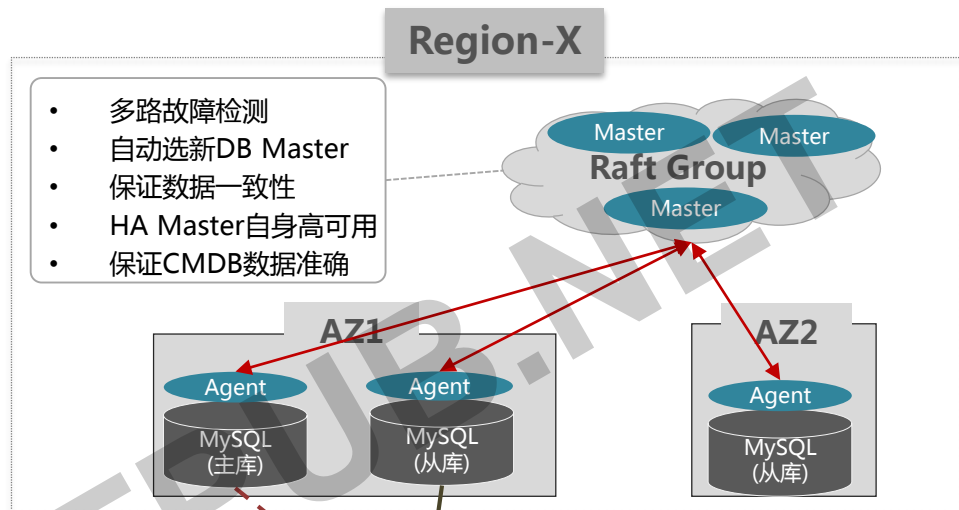 Region-X
• 多路故障检测
• 自动选新DB Master
• 保证数据一致性
• HA Master自身高可用
• 保证CMDB数据准确
Master
Master
Raft Group
Master
AZ1
AZ2
Agent
Agent
Agent
MySQL
(主库)
MySQL
(从库)
MySQL
(从库)
TPUB.NET